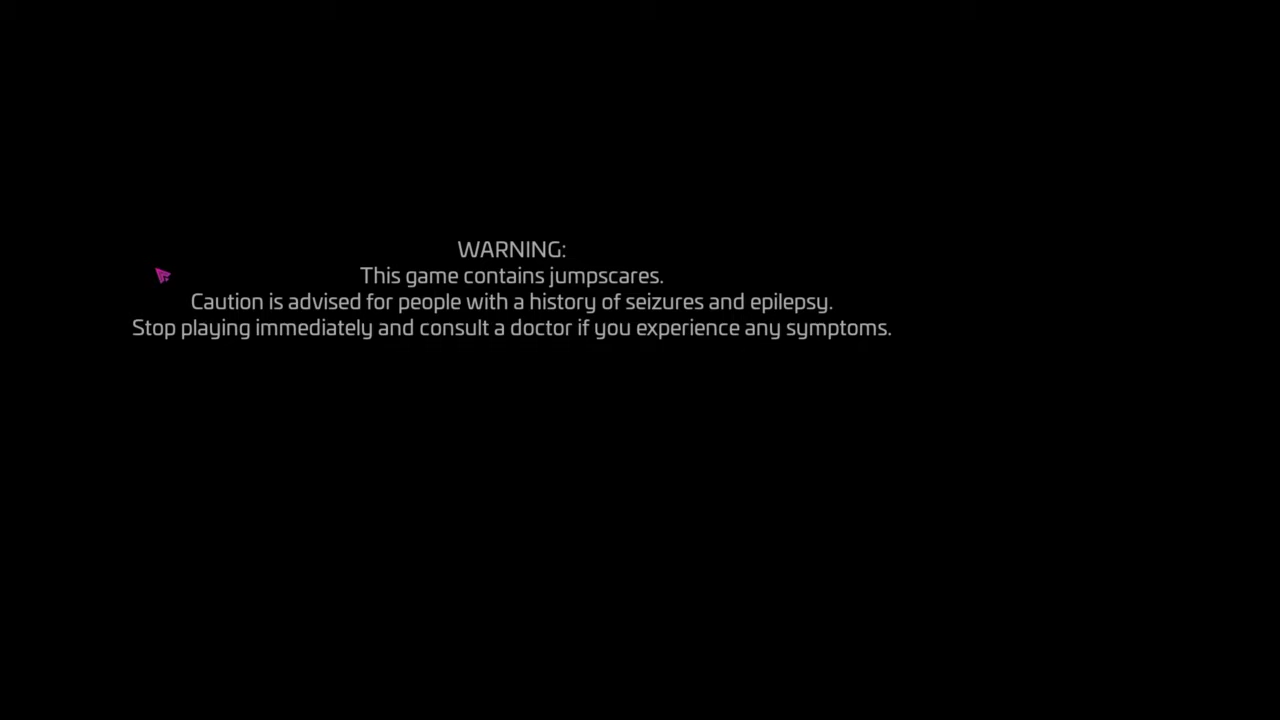 WARNING:
This game contains jumpscares.
Caution is advised for people with a history of seizures and epilepsy.
Stop playing immediately and consult a doctor if you experience any symptoms.